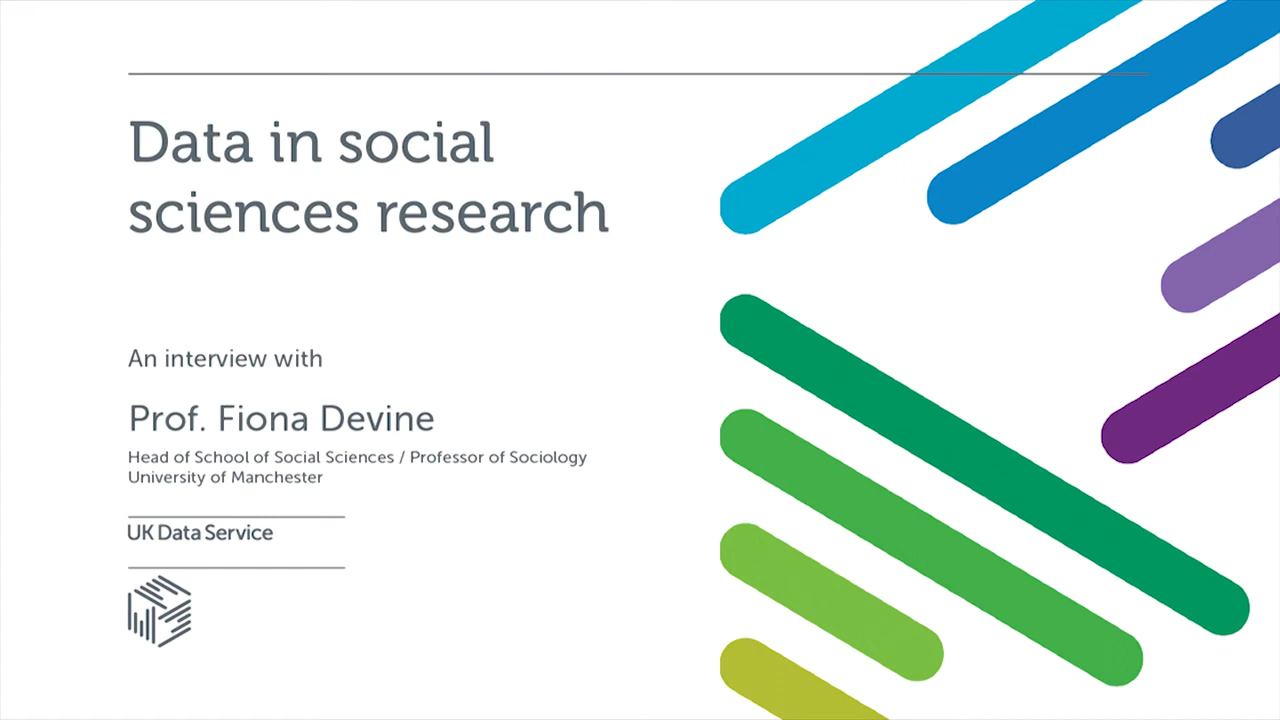 Data in social
sciences research
An interview with
Prof. Fiona Devine
Head of School of Social Sciences / Professor of Sociology
University of Manchester
UK Data Service